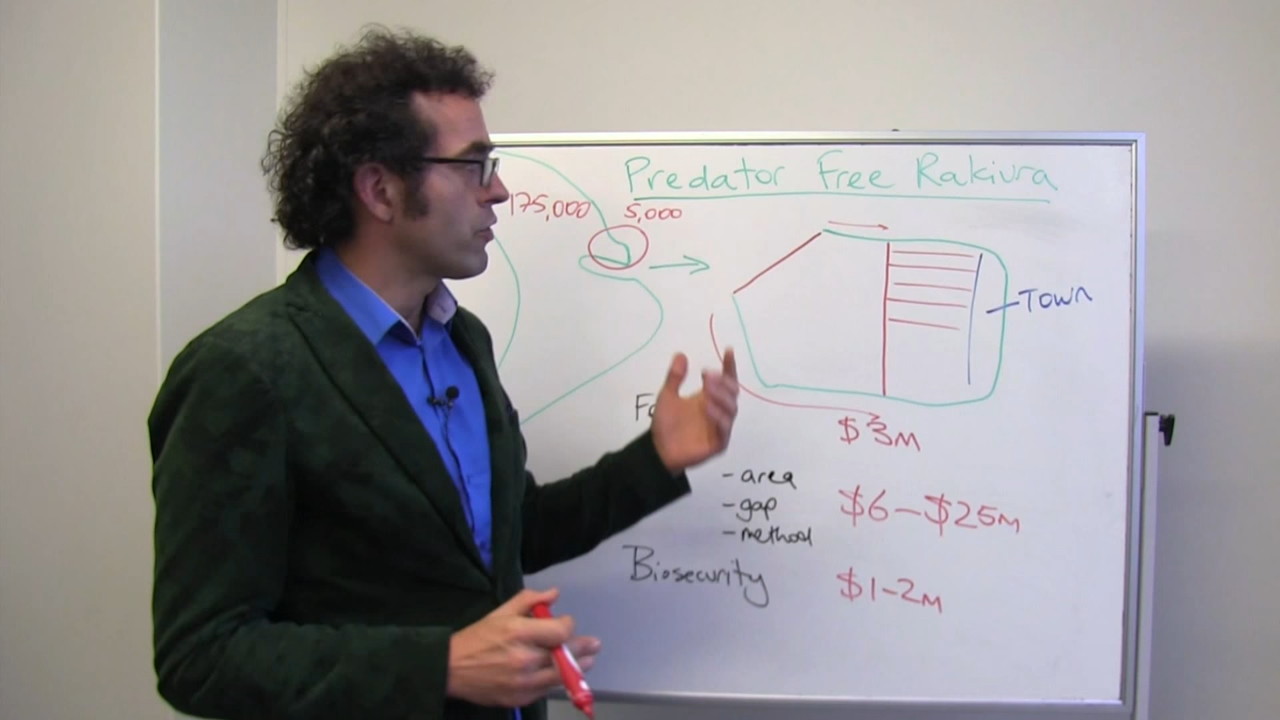 Predator Free Rakiura
175,000 5,000
Town
$3M
- area
- gap $6-$25M
- method
Biosecurity $1-2M